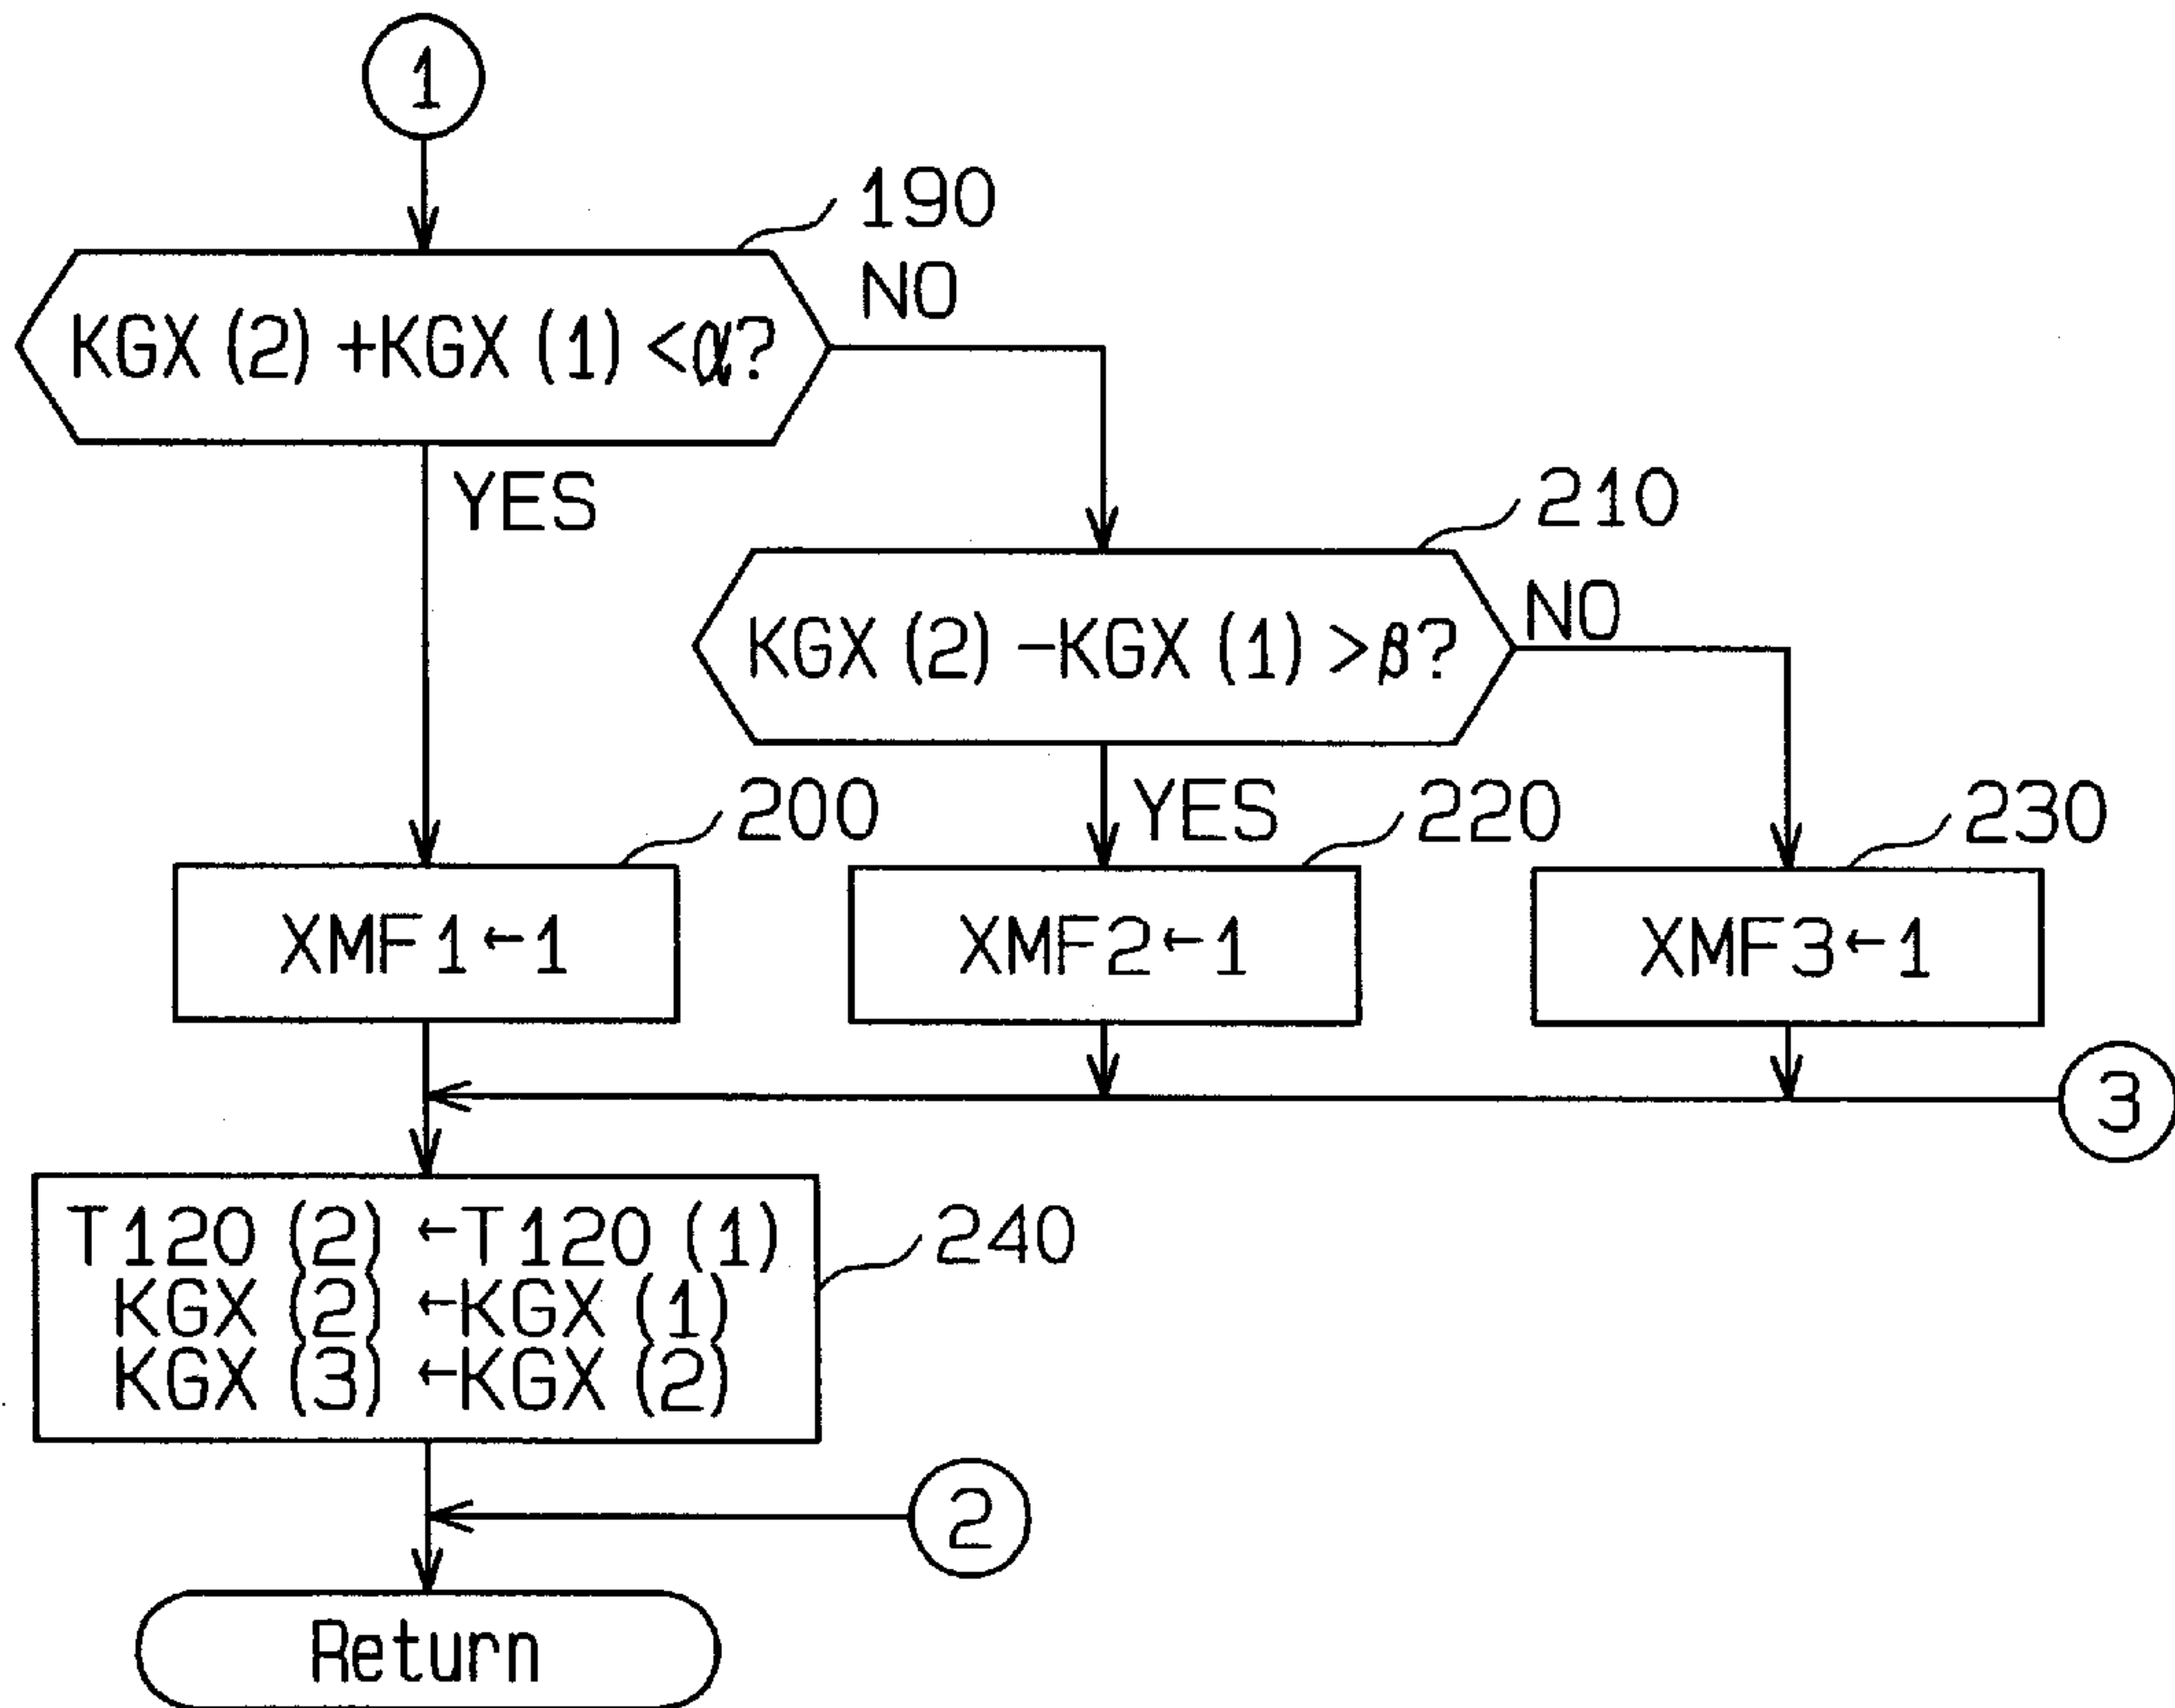 1
190
NO
KGX (2) +KGX (1) <α?
YES
210
NO
KGX (2) -KGX (1) >β?
YES
200
220
230
XMF1←1
XMF2←1
XMF3←1
3
T120 (2) ←T120 (1)
KGX (2) ←KGX (1)
KGX (3) ←KGX (2)
240
2
Return